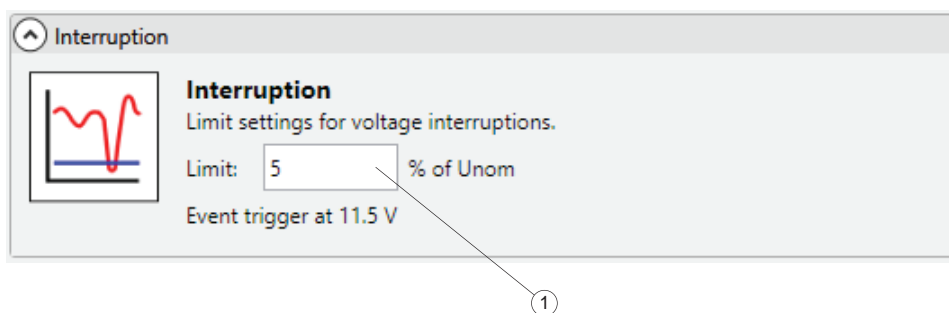 Interruption
Interruption
Limit settings for voltage interruptions.
Limit: 5 % of Unom
Event trigger at 11.5 V
1